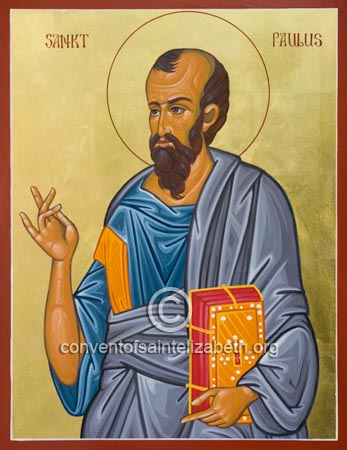 SANKT PAULUS
©
conventofsaintelizabeth.org